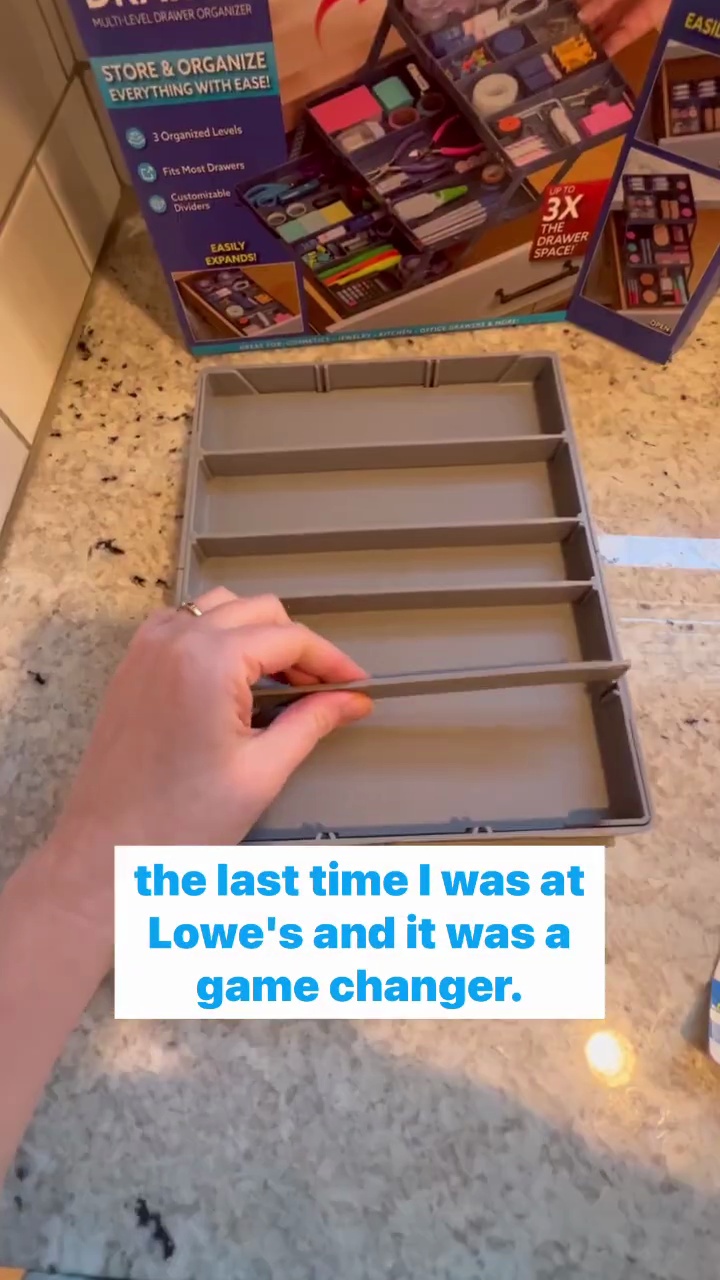 MULTI-LEVEL DRAWER ORGANIZER
STORE & ORGANIZE
EVERYTHING WITH EASE!
3 Organized Levels
Fits Most Drawers
Customizable
Dividers
EASILY
EXPANDS!
UP TO
3X
THE
DRAWER
SPACE!
GREAT FOR: COSMETICS • JEWELRY • KITCHEN • OFFICE DRAWERS & MORE!
OPEN
the last time I was at
Lowe's and it was a
game changer.